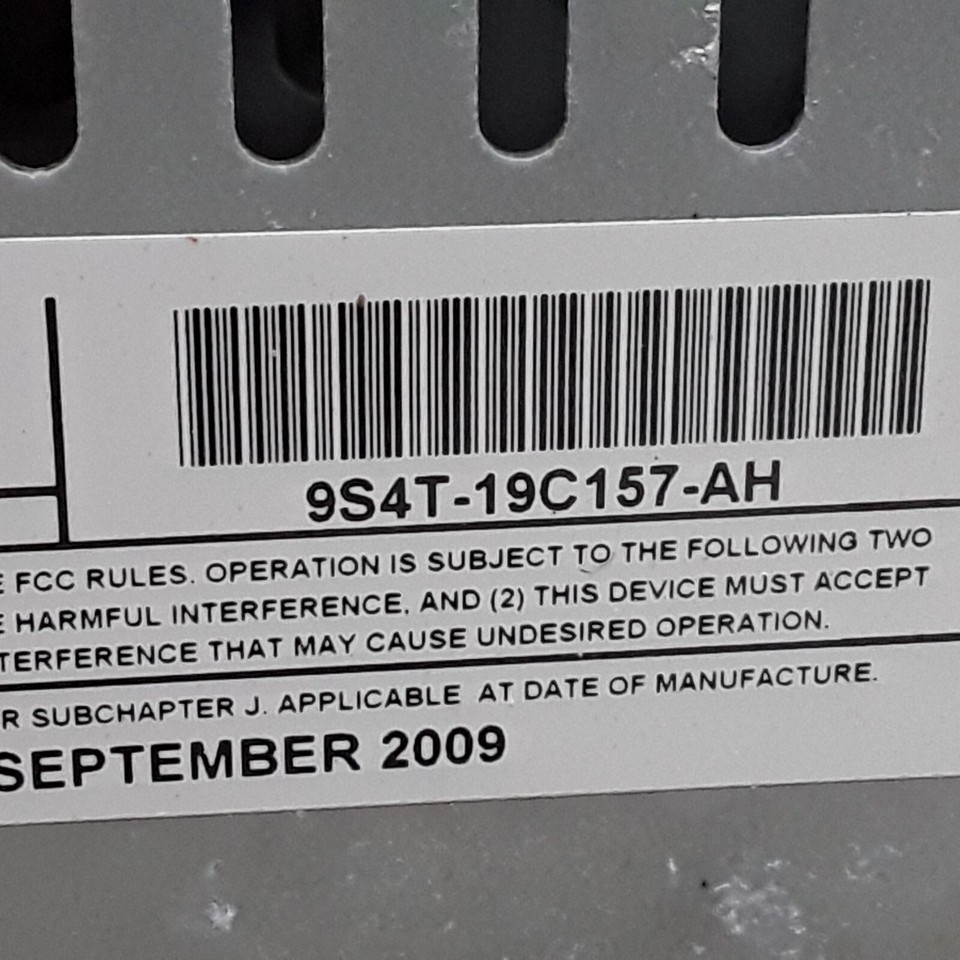 9S4T-19C157-AH
E FCC RULES. OPERATION IS SUBJECT TO THE FOLLOWING TWO
E HARMFUL INTERFERENCE, AND (2) THIS DEVICE MUST ACCEPT
TERFERENCE THAT MAY CAUSE UNDESIRED OPERATION.
R SUBCHAPTER J. APPLICABLE AT DATE OF MANUFACTURE.
SEPTEMBER 2009